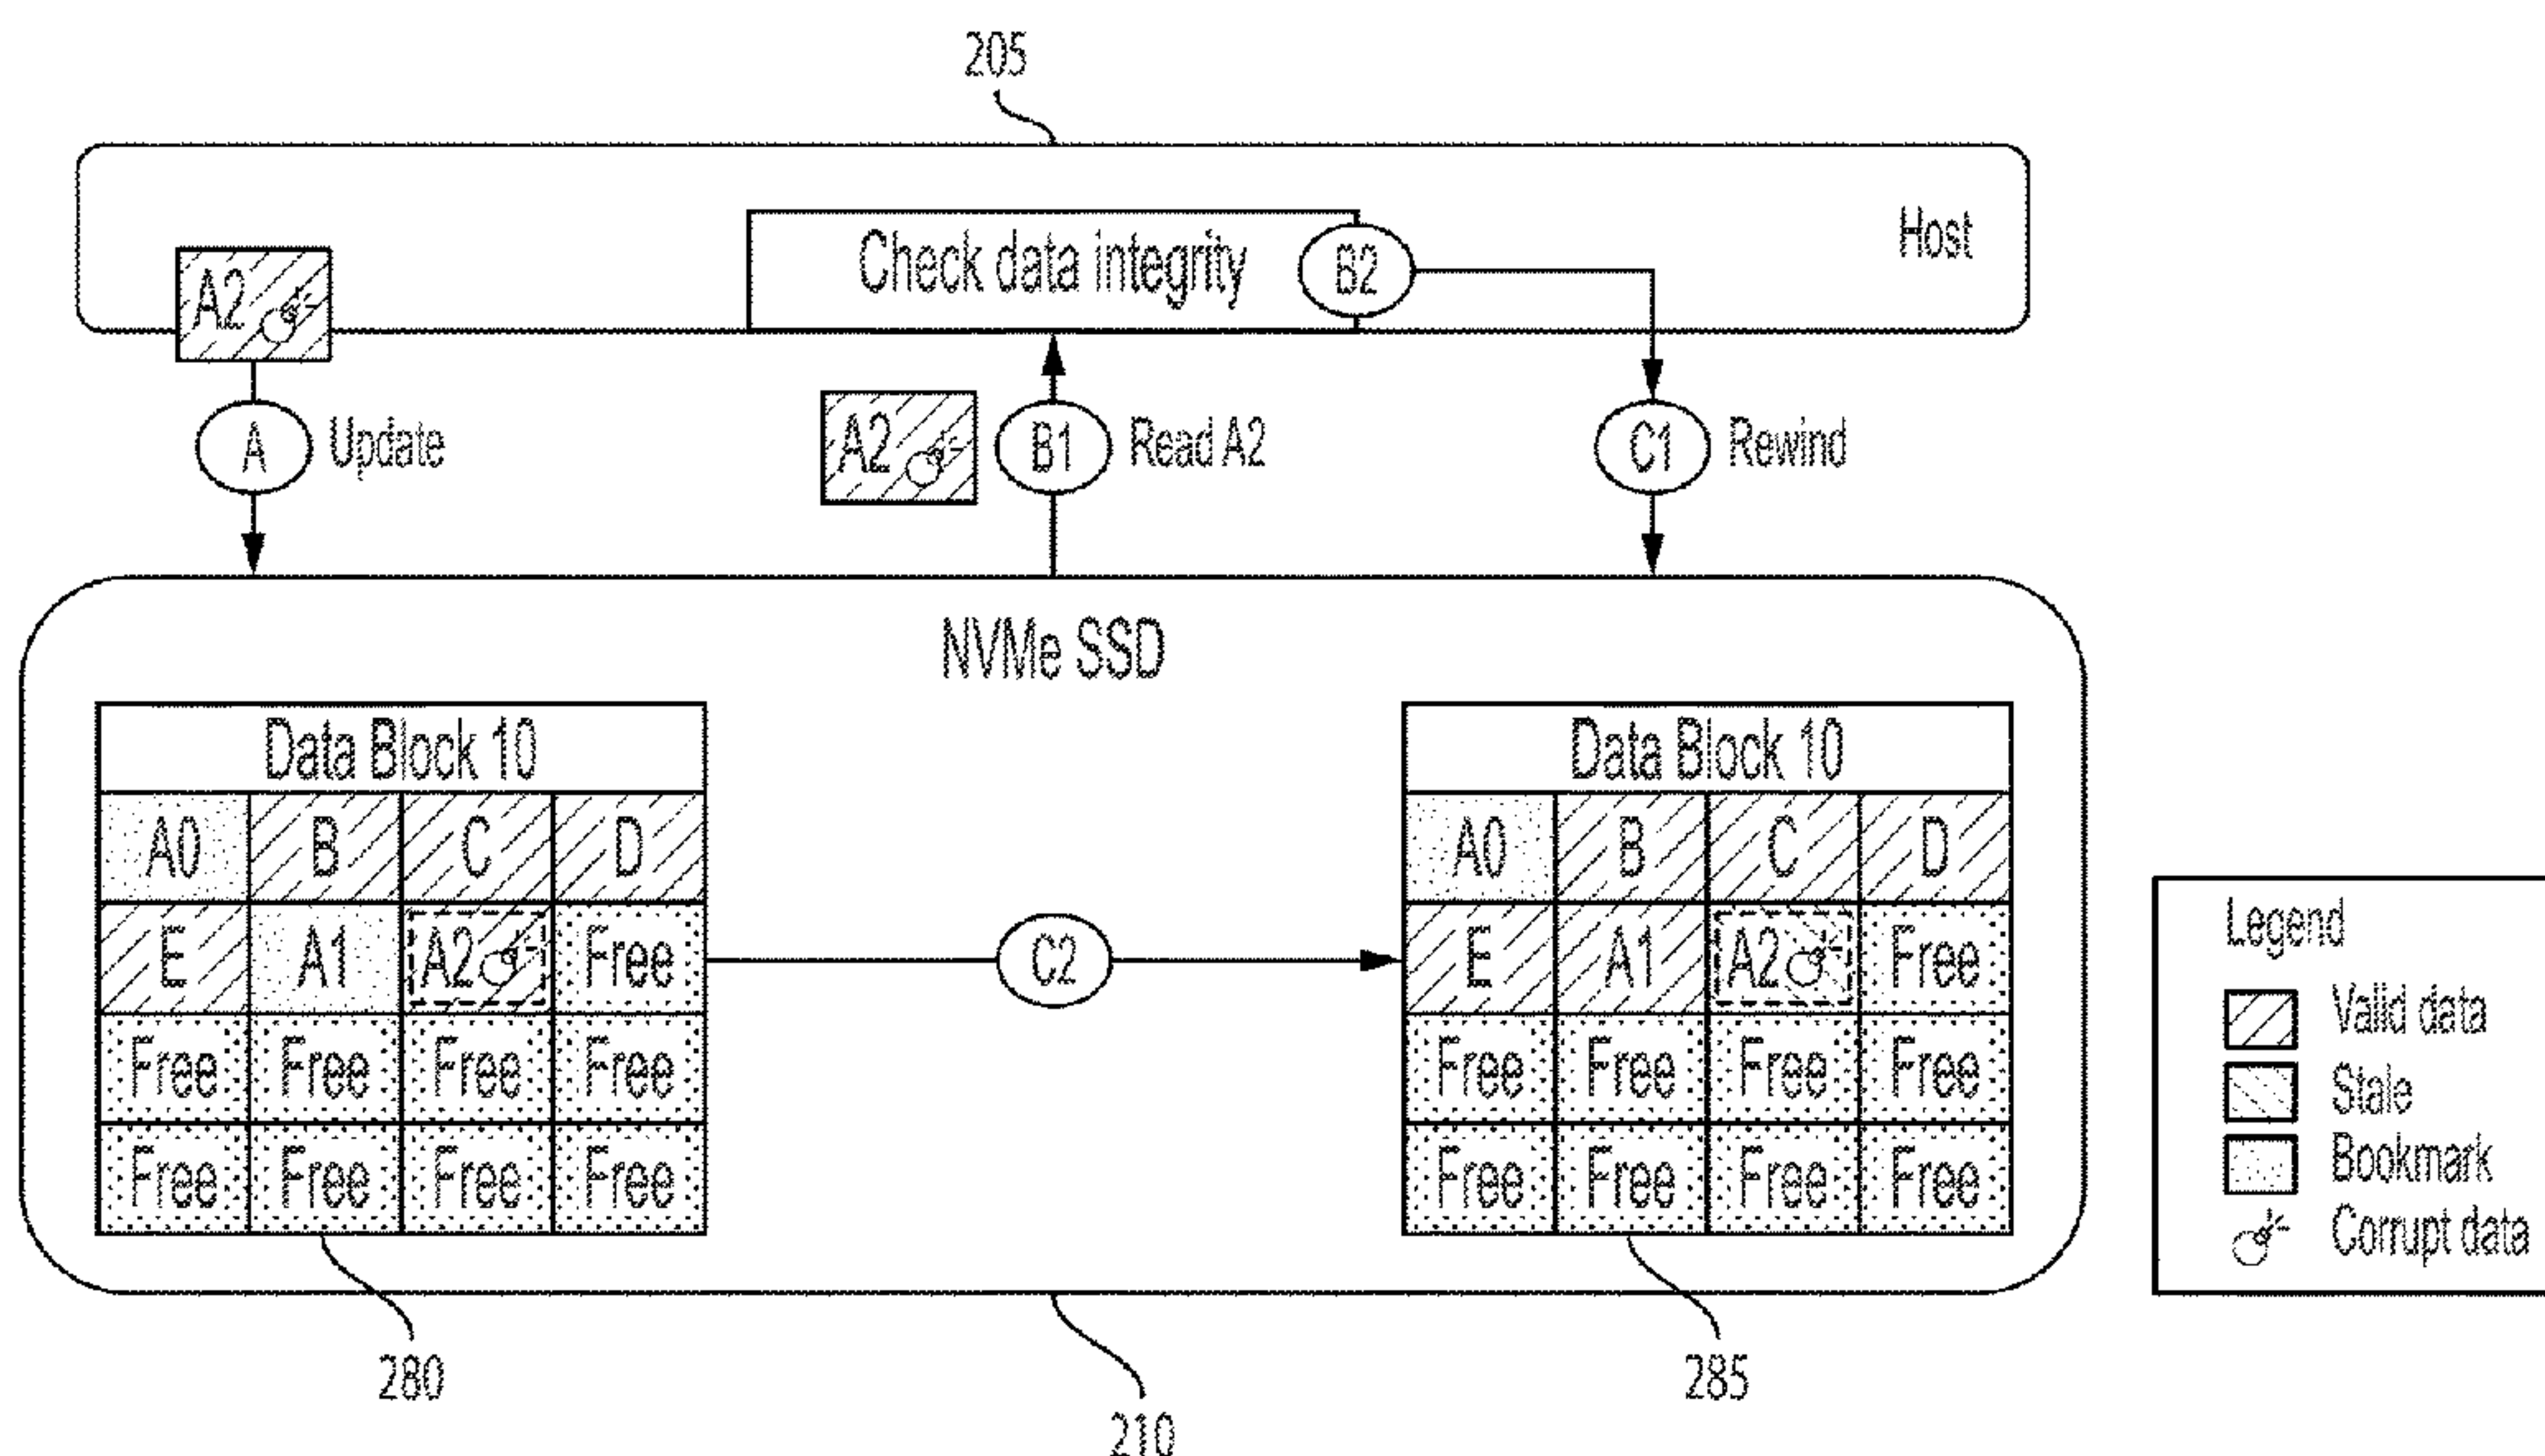 205
Host
Check data integrity
B2
A2
A2
A
Update
B1
Read A2
C1
Rewind
NVMe SSD
Data Block 10
A0 B C D
E A1 A2 Free
Free Free Free Free
Free Free Free Free
C2
Data Block 10
A0 B C D
E A1 A2 Free
Free Free Free Free
Free Free Free Free
Legend
Valid data
Stale
Bookmark
Corrupt data
280
285
210